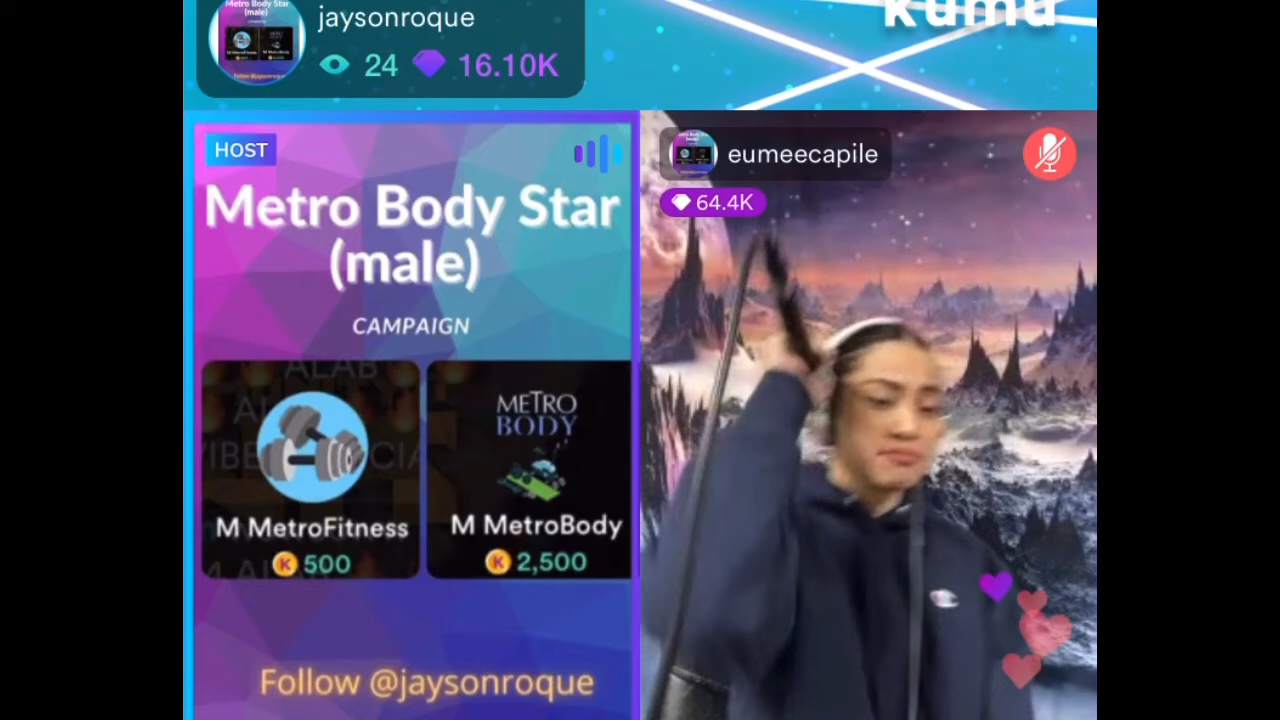 jaysonroque
kumu
24 16.10K
HOST
eumeecapile
64.4K
Metro Body Star
(male)
CAMPAIGN
METRO
BODY
M MetroFitness
M MetroBody
K 500
K 2,500
Follow @jaysonroque